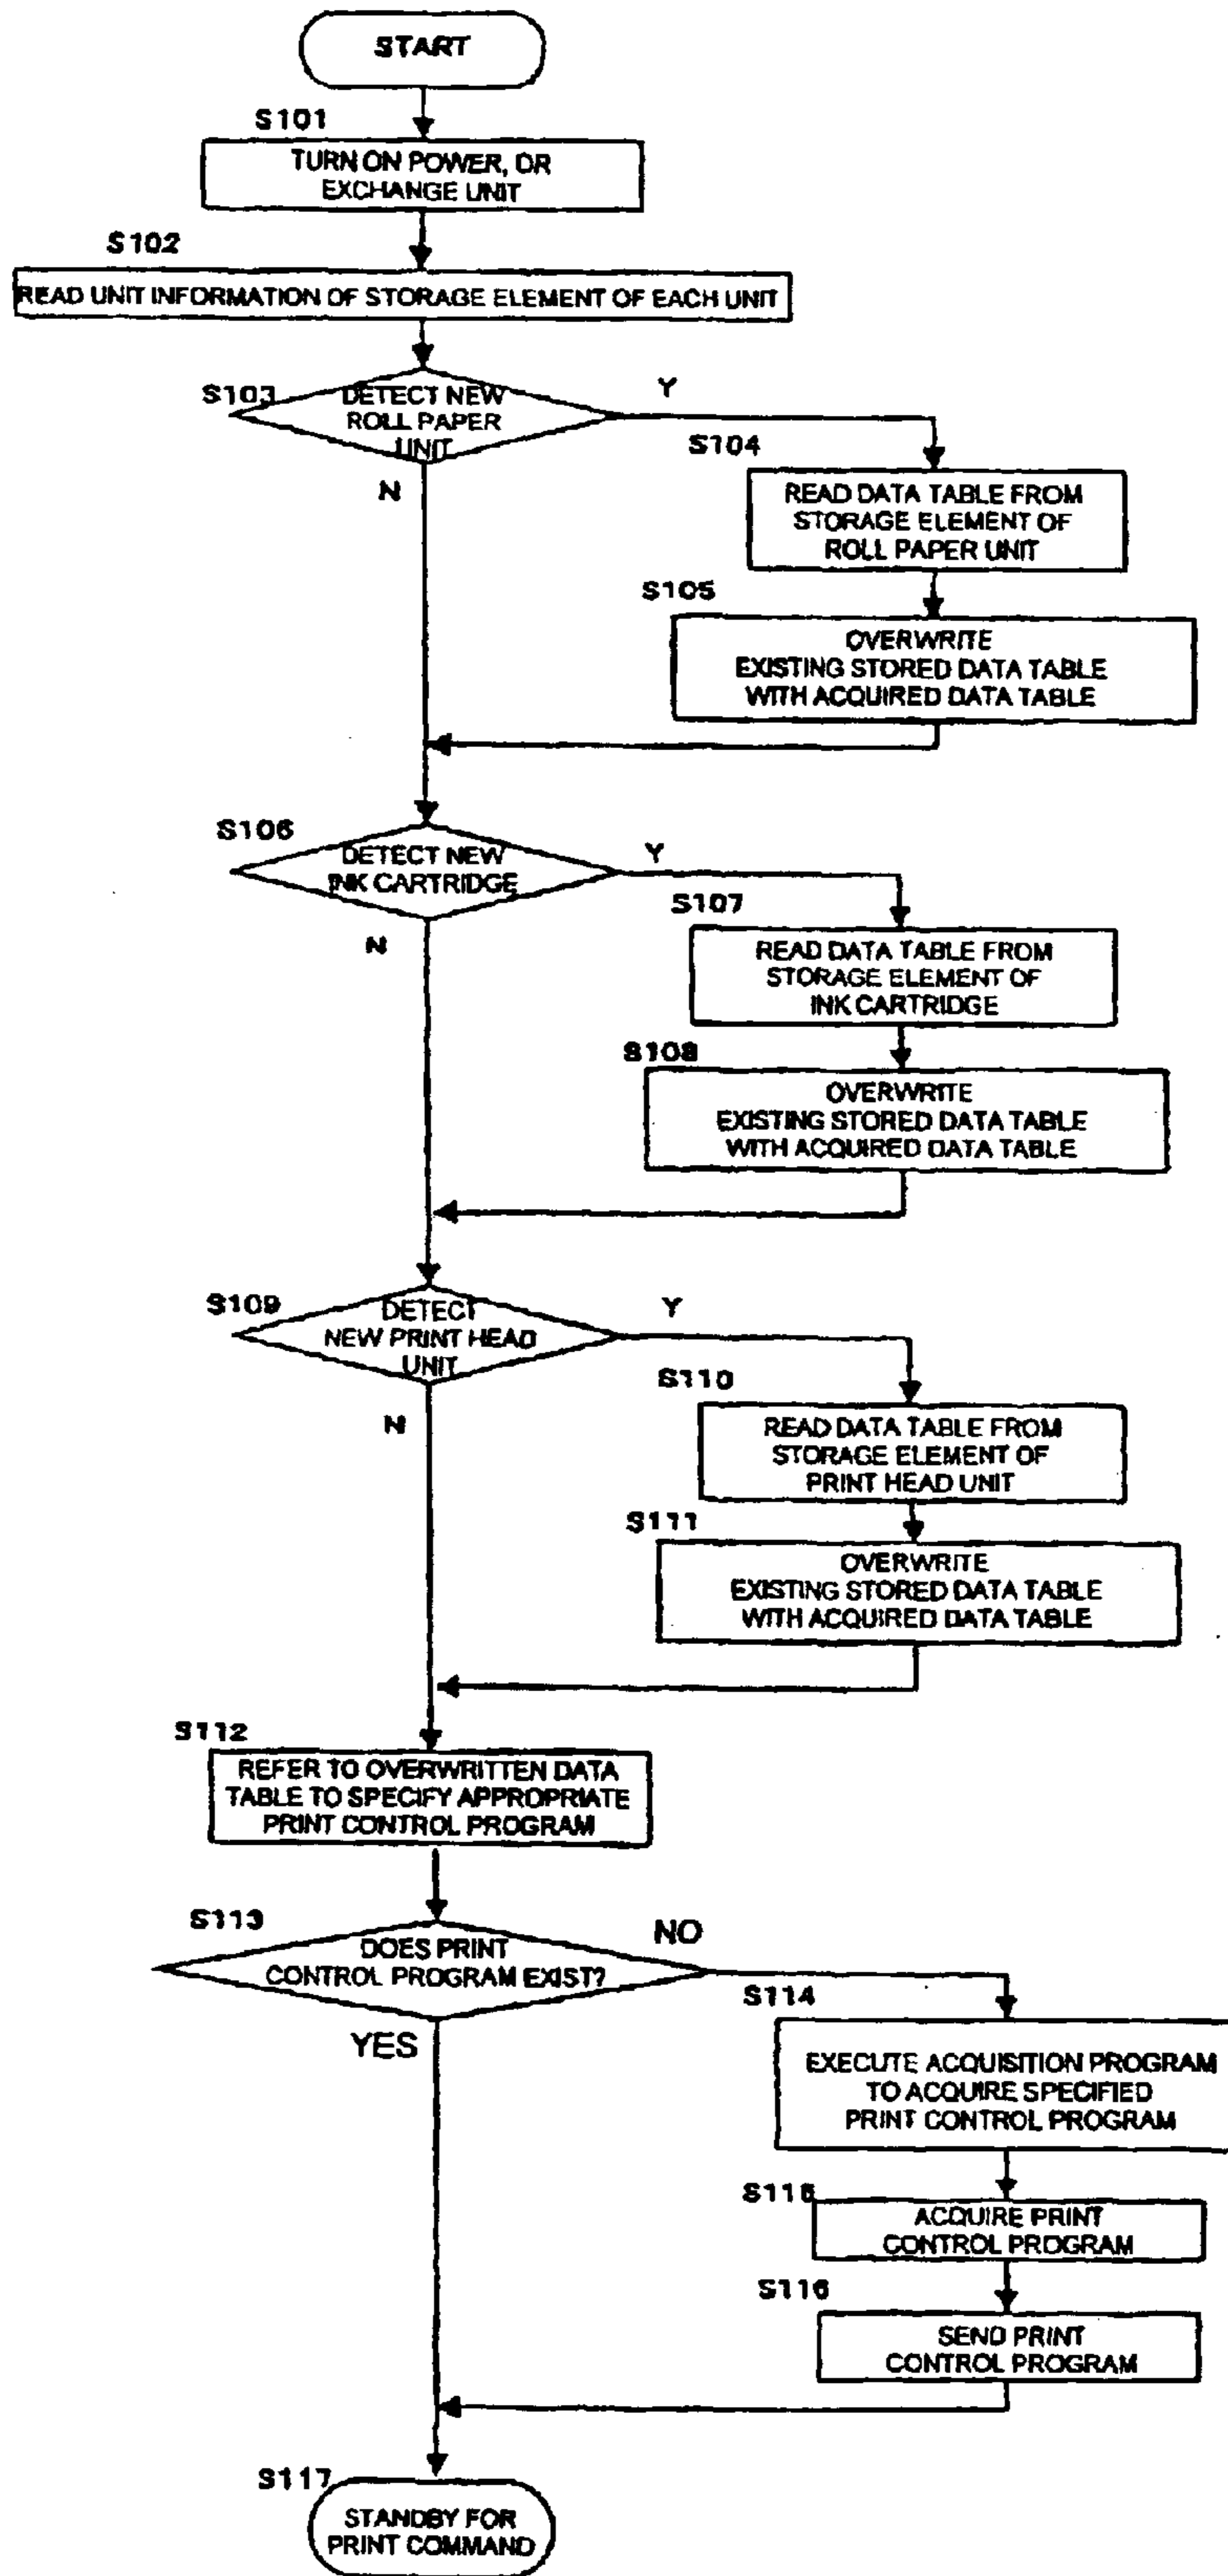 START
S101
TURN ON POWER, OR
EXCHANGE UNIT
S102
READ UNIT INFORMATION OF STORAGE ELEMENT OF EACH UNIT
S103
DETECT NEW
ROLL PAPER
UNIT
Y
N
S104
READ DATA TABLE FROM
STORAGE ELEMENT OF
ROLL PAPER UNIT
S105
OVERWRITE
EXISTING STORED DATA TABLE
WITH ACQUIRED DATA TABLE
S106
DETECT NEW
INK CARTRIDGE
Y
N
S107
READ DATA TABLE FROM
STORAGE ELEMENT OF
INK CARTRIDGE
S108
OVERWRITE
EXISTING STORED DATA TABLE
WITH ACQUIRED DATA TABLE
S109
DETECT
NEW PRINT HEAD
UNIT
Y
N
S110
READ DATA TABLE FROM
STORAGE ELEMENT OF
PRINT HEAD UNIT
S111
OVERWRITE
EXISTING STORED DATA TABLE
WITH ACQUIRED DATA TABLE
S112
REFER TO OVERWRITTEN DATA
TABLE TO SPECIFY APPROPRIATE
PRINT CONTROL PROGRAM
S113
DOES PRINT
CONTROL PROGRAM EXIST?
NO
YES
S114
EXECUTE ACQUISITION PROGRAM
TO ACQUIRE SPECIFIED
PRINT CONTROL PROGRAM
S115
ACQUIRE PRINT
CONTROL PROGRAM
S116
SEND PRINT
CONTROL PROGRAM
S117
STANDBY FOR
PRINT COMMAND